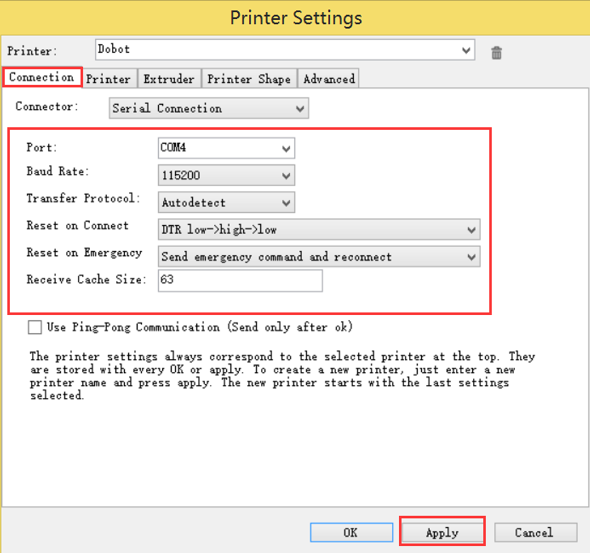 Printer Settings
Printer: Dobot
Connection Printer Extruder Printer Shape Advanced
Connector: Serial Connection
Port: COM4
Baud Rate: 115200
Transfer Protocol: Autodetect
Reset on Connect DTR low->high->low
Reset on Emergency Send emergency command and reconnect
Receive Cache Size: 63
Use Ping-Pong Communication (Send only after ok)
The printer settings always correspond to the selected printer at the top. They
are stored with every OK or apply. To create a new printer, just enter a new
printer name and press apply. The new printer starts with the last settings
selected.
OK Apply Cancel